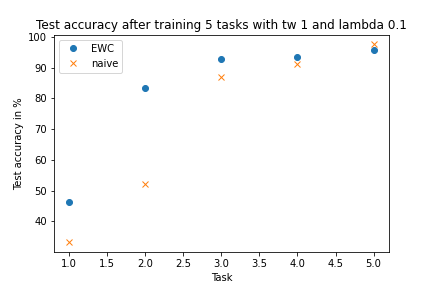 Test accuracy after training 5 tasks with tw 1 and lambda 0.1
EWC
naive
100
90
80
70
60
50
40
Test accuracy in %
1.0 1.5 2.0 2.5 3.0 3.5 4.0 4.5 5.0
Task